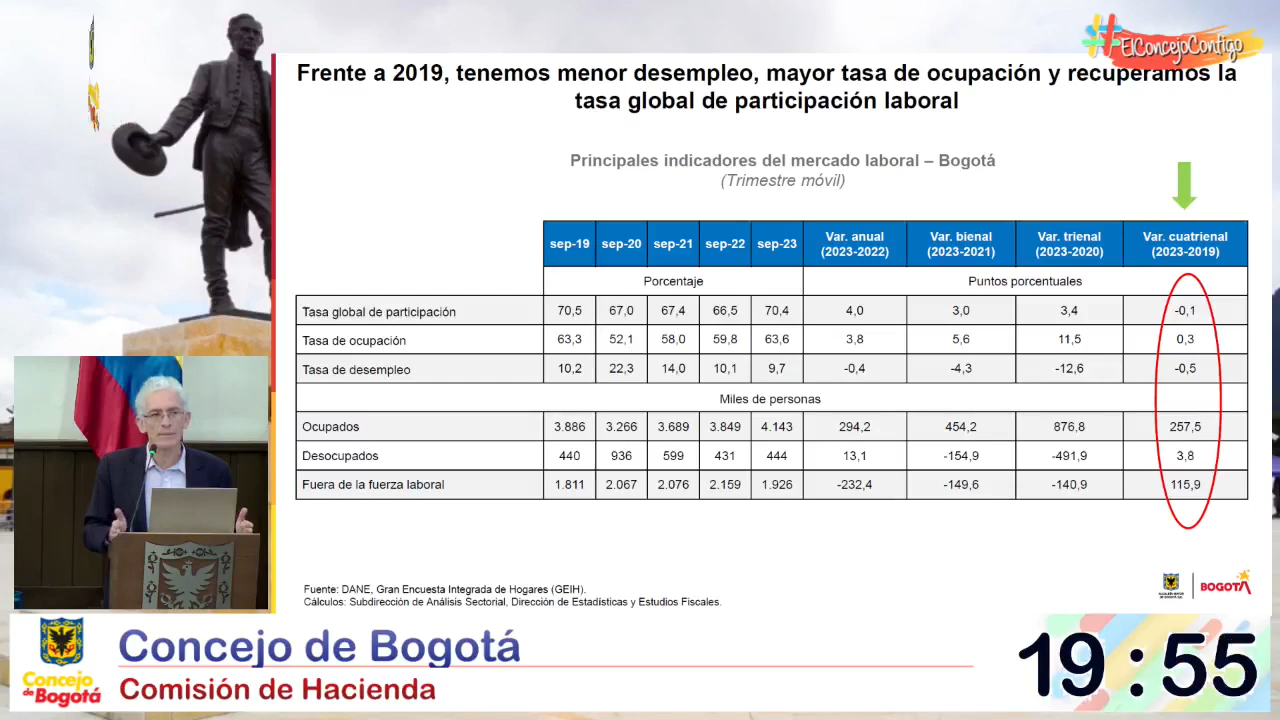 #ElConcejoContigo
Frente a 2019, tenemos menor desempleo, mayor tasa de ocupación y recuperamos la
tasa global de participación laboral
Principales indicadores del mercado laboral – Bogotá
(Trimestre móvil)
sep-19 sep-20 sep-21 sep-22 sep-23 Var. anual (2023-2022) Var. bienal (2023-2021) Var. trienal (2023-2020) Var. cuatrienal (2023-2019)
Porcentaje Puntos porcentuales
Tasa global de participación 70,5 67,0 67,4 66,5 70,4 4,0 3,0 3,4 -0,1
Tasa de ocupación 63,3 52,1 58,0 59,8 63,6 3,8 5,6 11,5 0,3
Tasa de desempleo 10,2 22,3 14,0 10,1 9,7 -0,4 -4,3 -12,6 -0,5
Miles de personas
Ocupados 3.886 3.266 3.689 3.849 4.143 294,2 454,2 876,8 257,5
Desocupados 440 936 599 431 444 13,1 -154,9 -491,9 3,8
Fuera de la fuerza laboral 1.811 2.067 2.076 2.159 1.926 -232,4 -149,6 -140,9 115,9
Fuente: DANE, Gran Encuesta Integrada de Hogares (GEIH).
Cálculos: Subdirección de Análisis Sectorial, Dirección de Estadísticas y Estudios Fiscales.
ALCALDÍA MAYOR
DE BOGOTÁ D.C.
BOGOTÁ
Concejo
de Bogotá
Concejo de Bogotá
Comisión de Hacienda
19:55